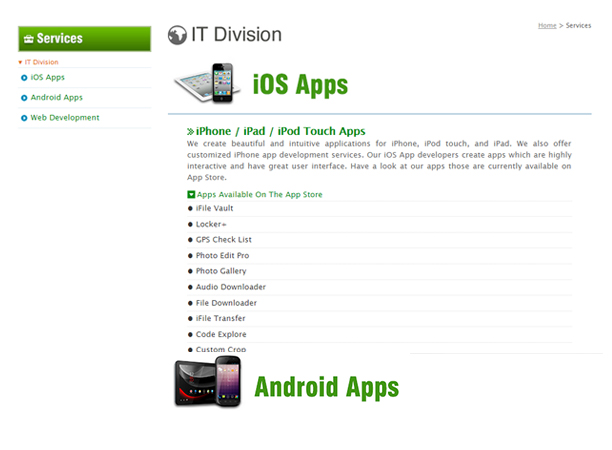 Services
IT Division
iOS Apps
Android Apps
Web Development
IT Division
Home > Services
iOS Apps
iPhone / iPad / iPod Touch Apps
We create beautiful and intuitive applications for iPhone, iPod touch, and iPad. We also offer
customized iPhone app development services. Our iOS App developers create apps which are highly
interactive and have great user interface. Have a look at our apps those are currently available on
App Store.
Apps Available On The App Store
iFile Vault
Locker+
GPS Check List
Photo Edit Pro
Photo Gallery
Audio Downloader
File Downloader
iFile Transfer
Code Explore
Custom Crop
Android Apps